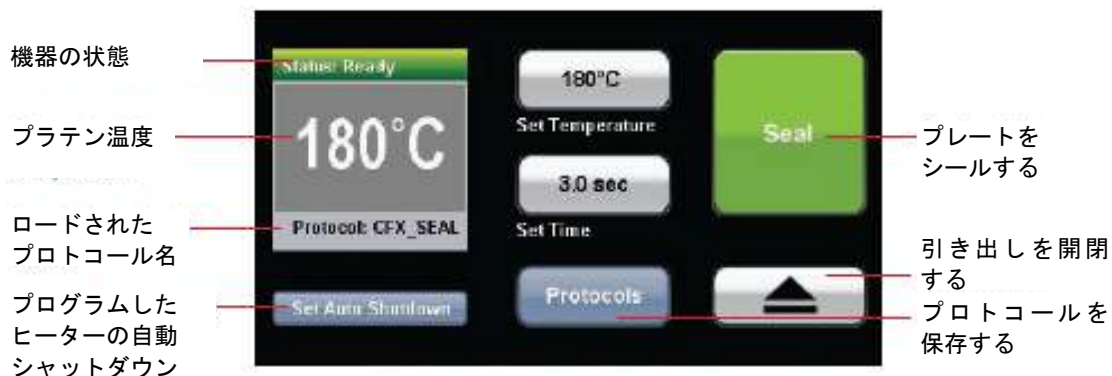 機器の状態
プラテン温度
ロードされた
プロトコール名
プログラムした
ヒーターの自動
シャットダウン
Status: Ready
180°C
Protocol: CFX_SEAL
Set Auto Shutdown
180°C
Set Temperature
3.0 sec
Set Time
Protocols
Seal
プレートを
シールする
引き出しを開閉
する
プロトコールを
保存する